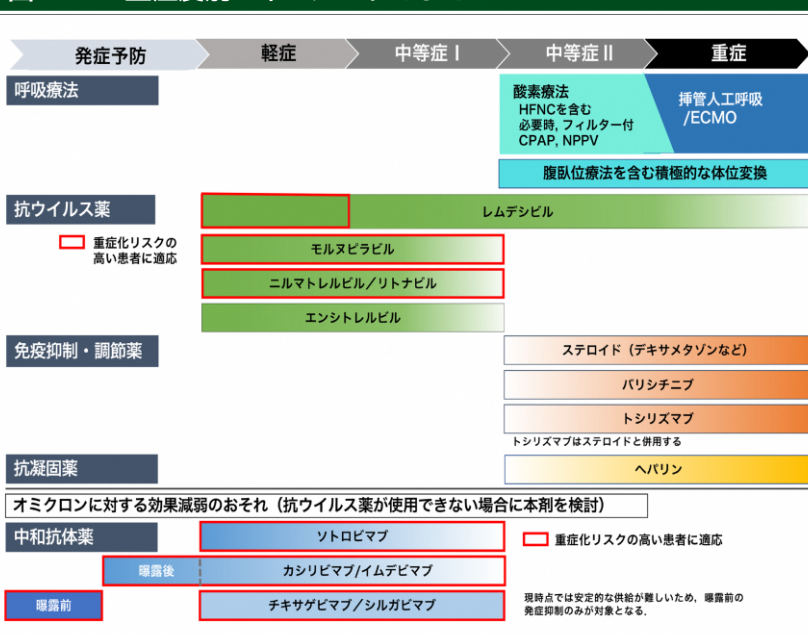 発症予防
軽症
中等症Ⅰ
中等症Ⅱ
重症
呼吸療法
酸素療法
HFNCを含む
必要時, フィルター付
CPAP, NPPV
挿管人工呼吸
/ECMO
腹臥位療法を含む積極的な体位変換
抗ウイルス薬
レムデシビル
重症化リスクの
高い患者に適応
モルヌピラビル
ニルマトレルビル／リトナビル
エンシトレルビル
免疫抑制・調節薬
ステロイド（デキサメタゾンなど）
バリシチニブ
トシリズマブ
トシリズマブはステロイドと併用する
抗凝固薬
ヘパリン
オミクロンに対する効果減弱のおそれ（抗ウイルス薬が使用できない場合に本剤を検討）
中和抗体薬
ソトロビマブ
重症化リスクの高い患者に適応
曝露後
カシリビマブ/イムデビマブ
曝露前
チキサゲビマブ／シルガビマブ
現時点では安定的な供給が難しいため，曝露前の
発症抑制のみが対象となる．